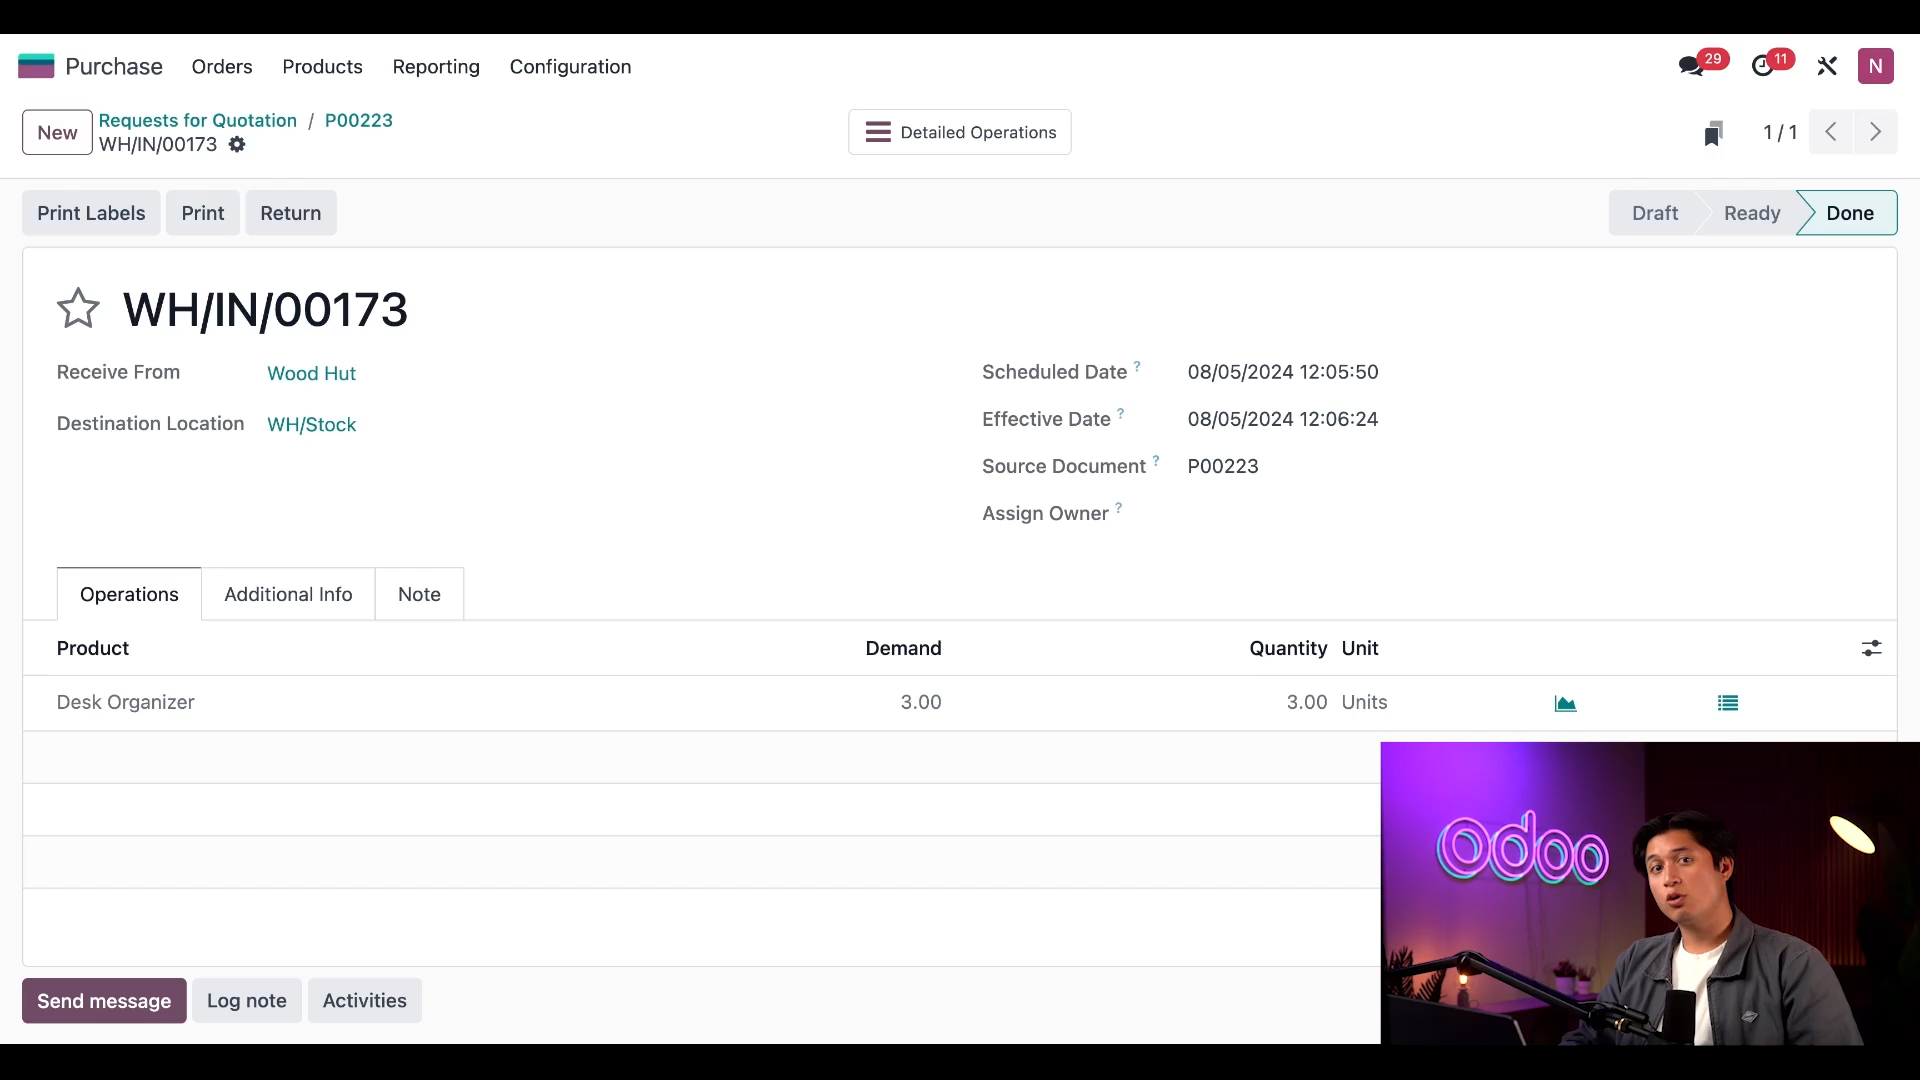 Purchase Orders Products Reporting Configuration 29 11 N
New Requests for Quotation / P00223
WH/IN/00173
Detailed Operations
1 / 1
Print Labels Print Return Draft Ready Done
WH/IN/00173
Receive From Wood Hut
Destination Location WH/Stock
Scheduled Date ? 08/05/2024 12:05:50
Effective Date ? 08/05/2024 12:06:24
Source Document ? P00223
Assign Owner ?
Operations Additional Info Note
Product Demand Quantity Unit
Desk Organizer 3.00 3.00 Units
odoo
Send message Log note Activities